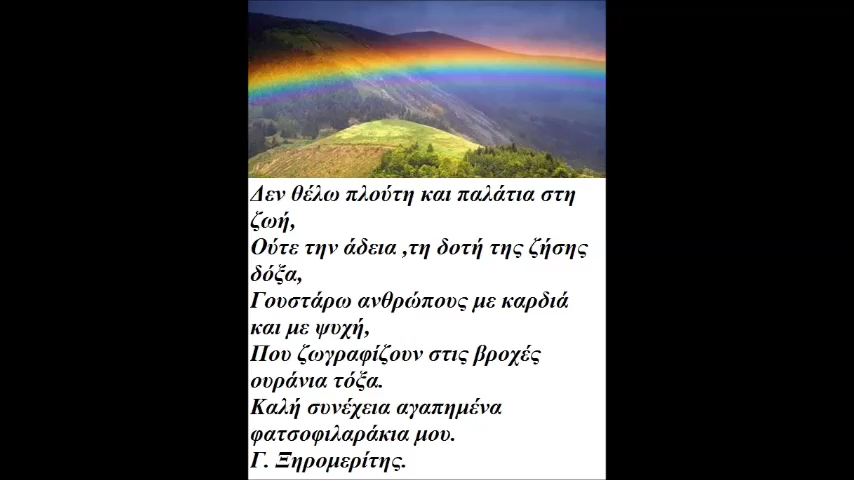 Δεν θέλω πλούτη και παλάτια στη
ζωή,
Ούτε την άδεια ,τη δοτή της ζήσης
δόξα,
Γουστάρω ανθρώπους με καρδιά
και με ψυχή,
Που ζωγραφίζουν στις βροχές
ουράνια τόξα.
Καλή συνέχεια αγαπημένα
φατσοφιλαράκια μου.
Γ. Ξηρομερίτης.